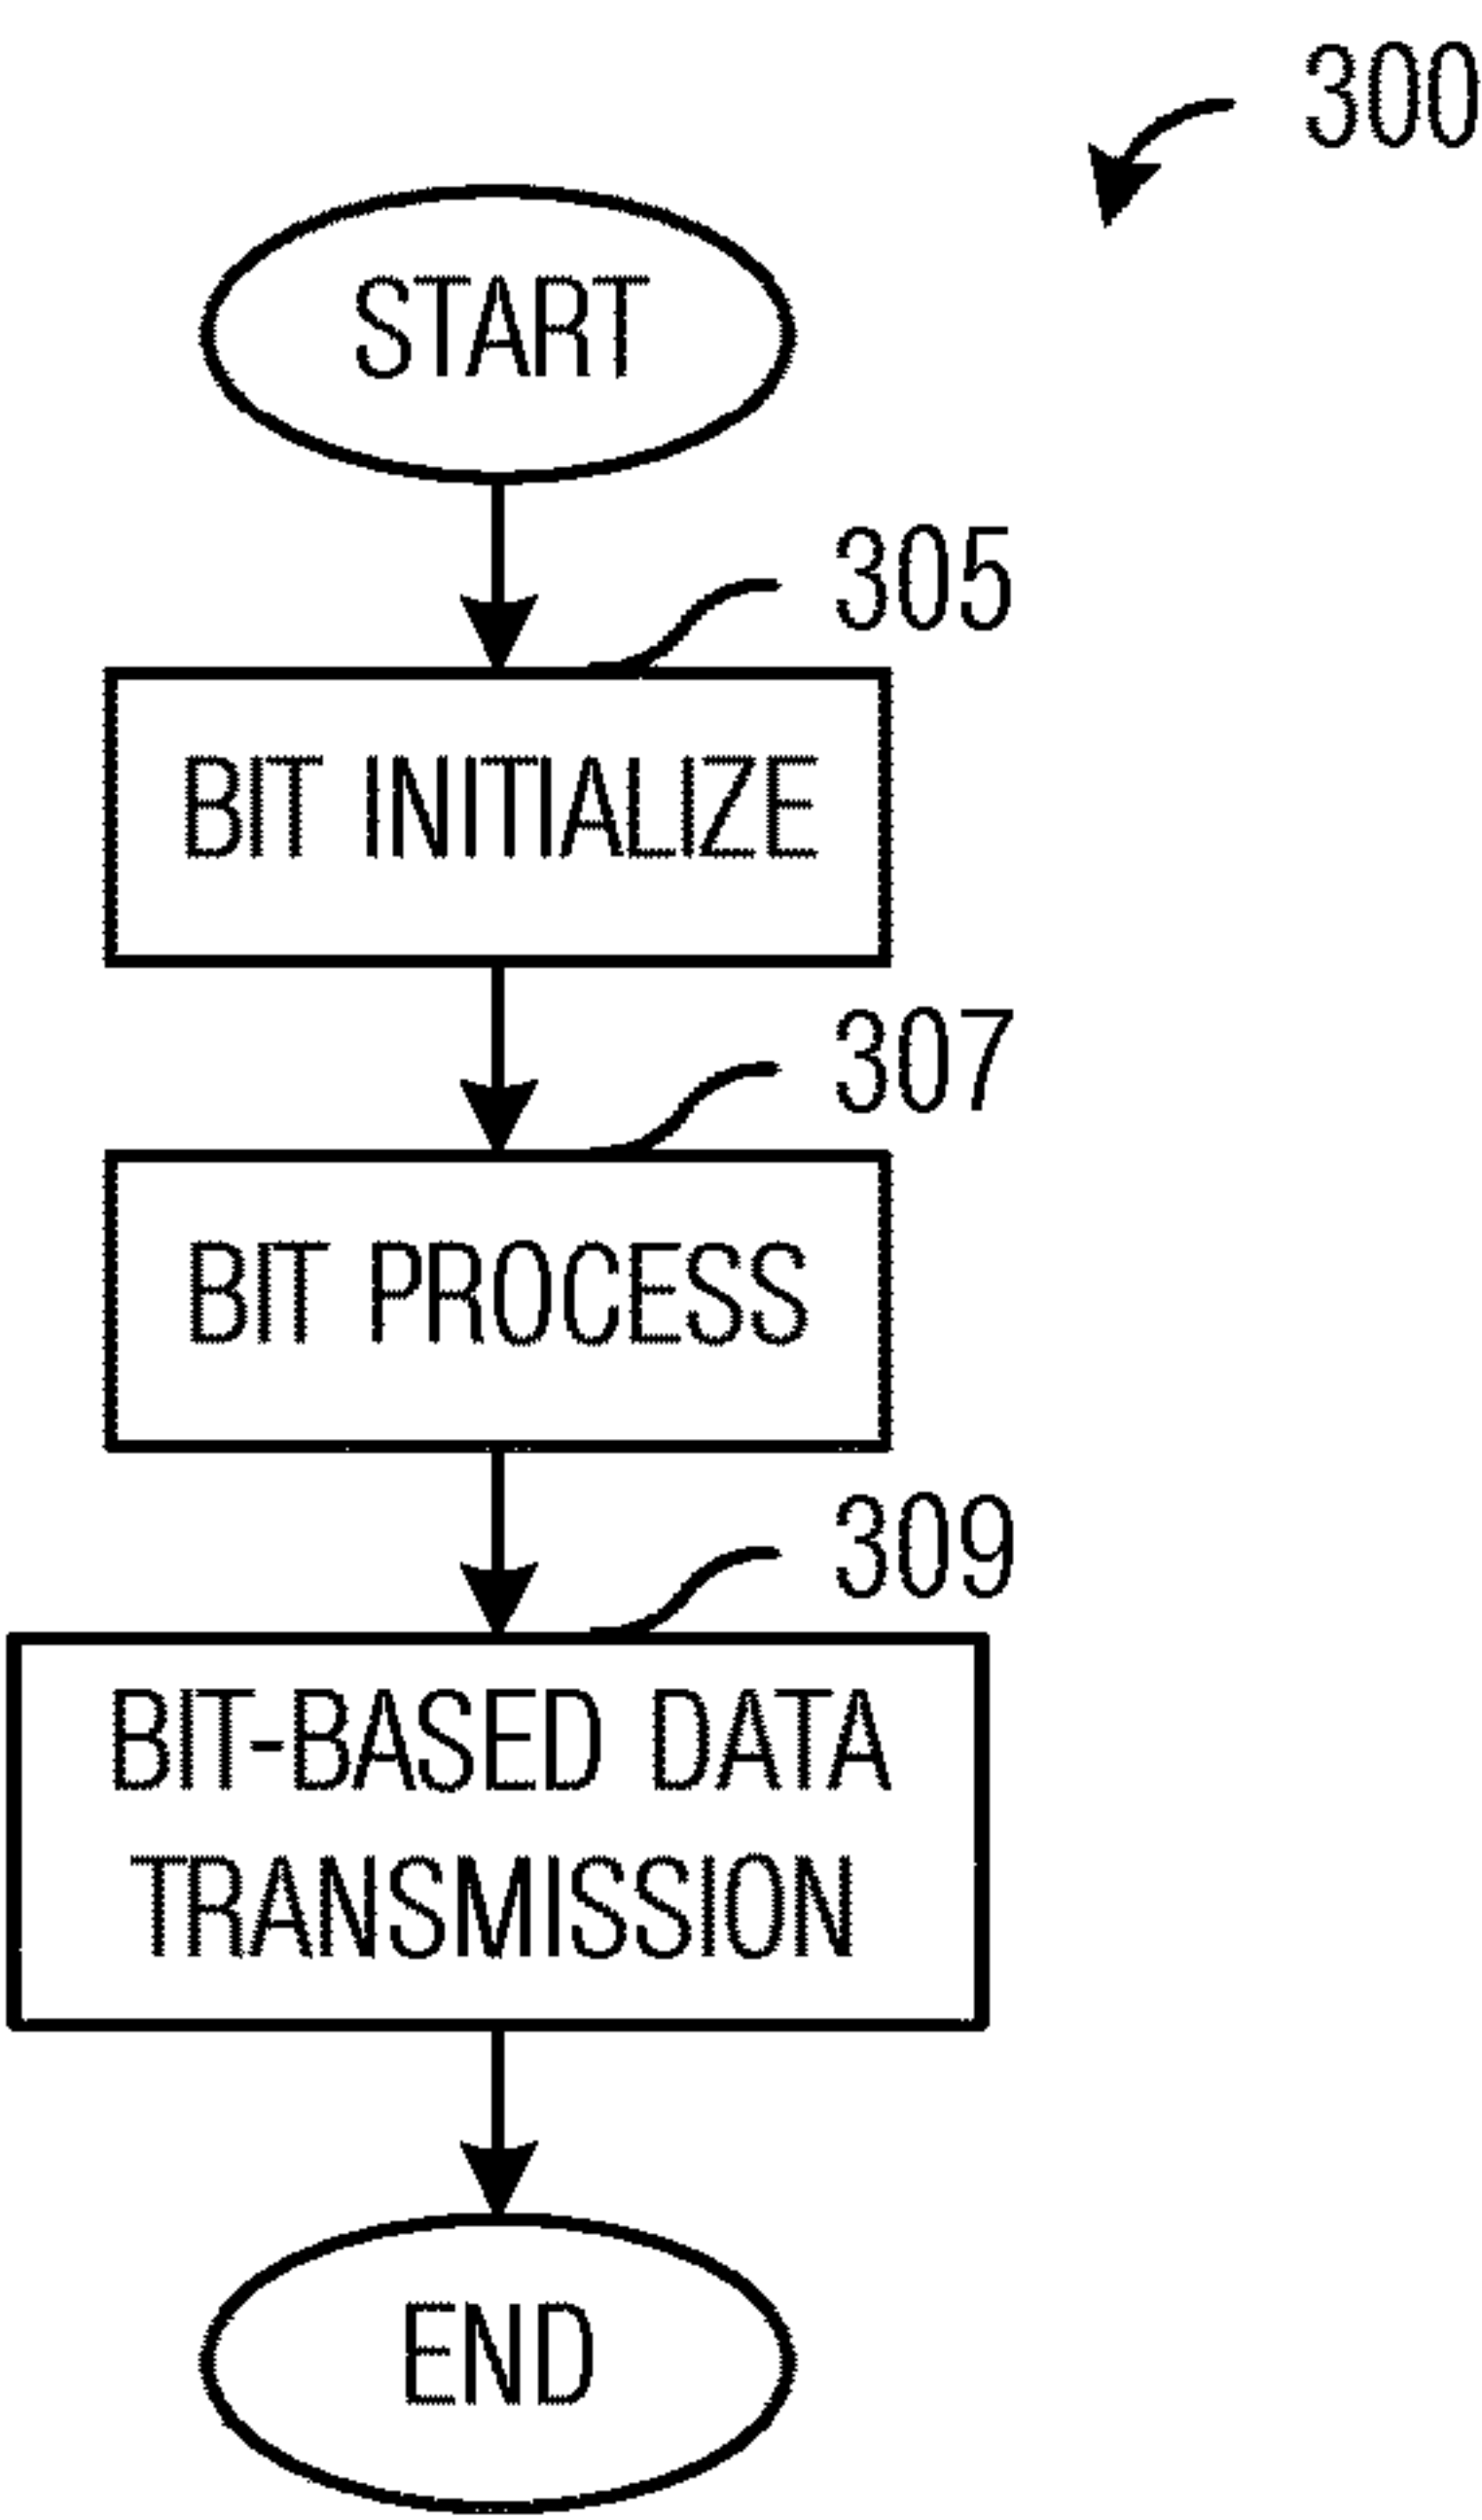 300
START
305
BIT INITIALIZE
307
BIT PROCESS
309
BIT-BASED DATA
TRANSMISSION
END